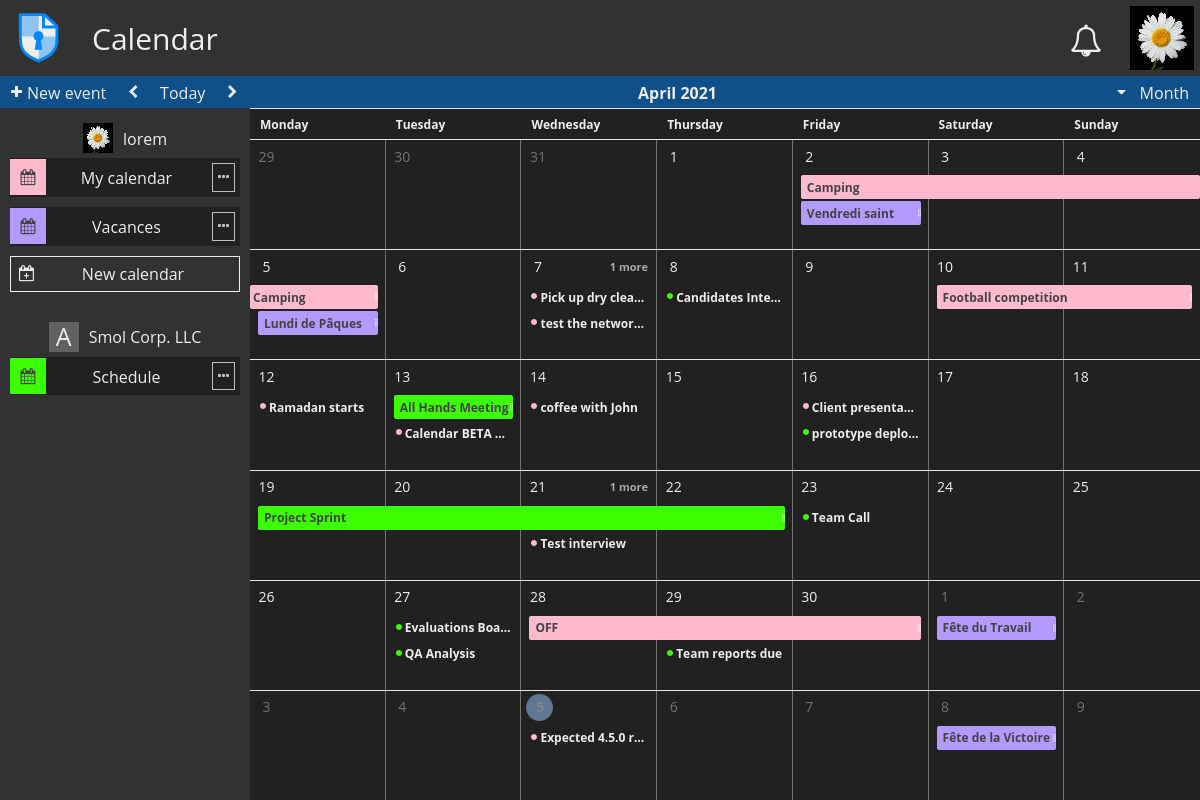 Calendar
+ New event
Today
April 2021
Month
lorem
My calendar
Vacances
New calendar
A Smol Corp. LLC
Schedule
Monday Tuesday Wednesday Thursday Friday Saturday Sunday
29 30 31 1 2 3 4
Camping
Vendredi saint
5 6 7 1 more 8 9 10 11
Camping Pick up dry clea... Candidates Inte... Football competition
Lundi de Pâques test the networ...
12 13 14 15 16 17 18
Ramadan starts All Hands Meeting coffee with John Client presenta...
Calendar BETA ... prototype deplo...
19 20 21 1 more 22 23 24 25
Project Sprint Team Call
Test interview
26 27 28 29 30 1 2
Evaluations Boa... OFF Fête du Travail
QA Analysis Team reports due
3 4 5 6 7 8 9
Expected 4.5.0 r... Fête de la Victoire